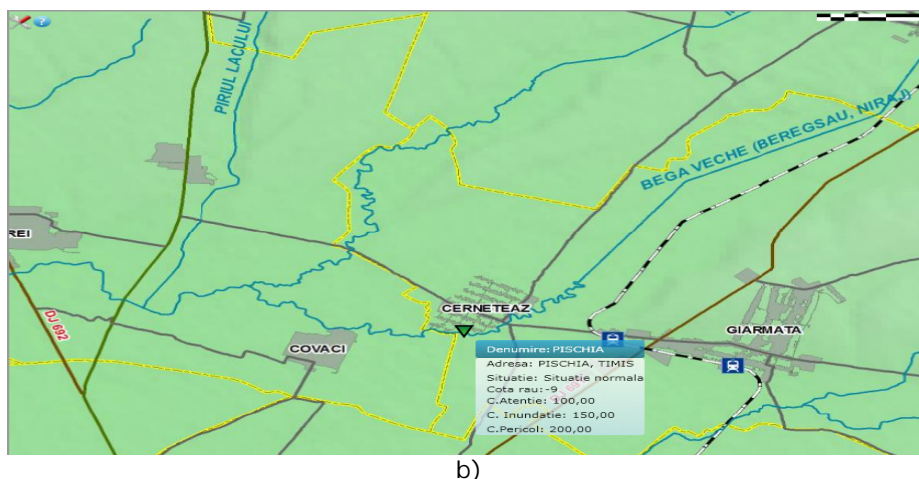 ?
PIRIUL LACULUI
BEGA VECHE (BEREGSAU, NIRAJ)
REI
DJ 692
CERNETEAZ
COVACI
GIARMATA
Denumire: PISCHIA
Adresa: PISCHIA, TIMIS
Situatie: Situatie normala
Cota rau:-9
C.Atentie: 100,00
C. Inundatie: 150,00
C.Pericol: 200,00
b)